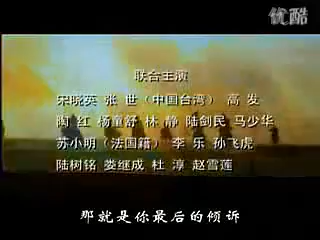 优酷
联合主演
宋晓英 张 世（中国台湾） 高 发
陶 红 杨童舒 林 静 陆剑民 马少华
苏小明（法国籍） 李 乐 孙飞虎
陆树铭 娄继成 杜 淳 赵雪莲
那就是你最后的倾诉